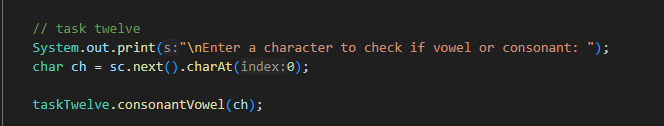 // task twelve
System.out.print(s:"\nEnter a character to check if vowel or consonant: ");
char ch = sc.next().charAt(index:0);
taskTwelve.consonantVowel(ch);